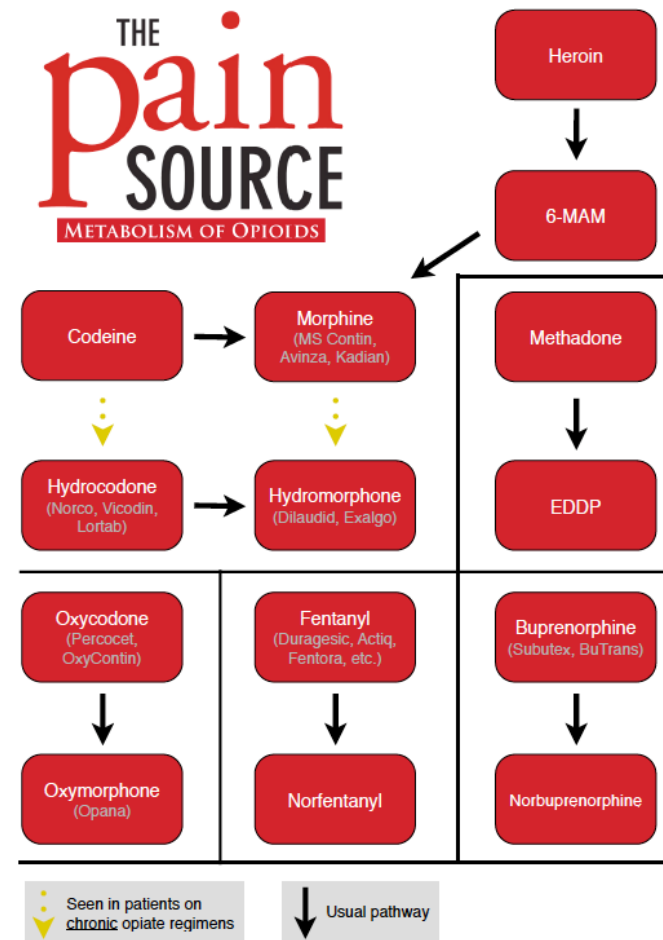 THE
pain
SOURCE
METABOLISM OF OPIOIDS
Heroin
6-MAM
Codeine
Morphine
(MS Contin,
Avinza, Kadian)
Methadone
Hydrocodone
(Norco, Vicodin,
Lortab)
Hydromorphone
(Dilaudid, Exalgo)
EDDP
Oxycodone
(Percocet,
OxyContin)
Fentanyl
(Duragesic, Actiq,
Fentora, etc.)
Buprenorphine
(Subutex, BuTrans)
Oxymorphone
(Opana)
Norfentanyl
Norbuprenorphine
Seen in patients on
chronic opiate regimens
Usual pathway